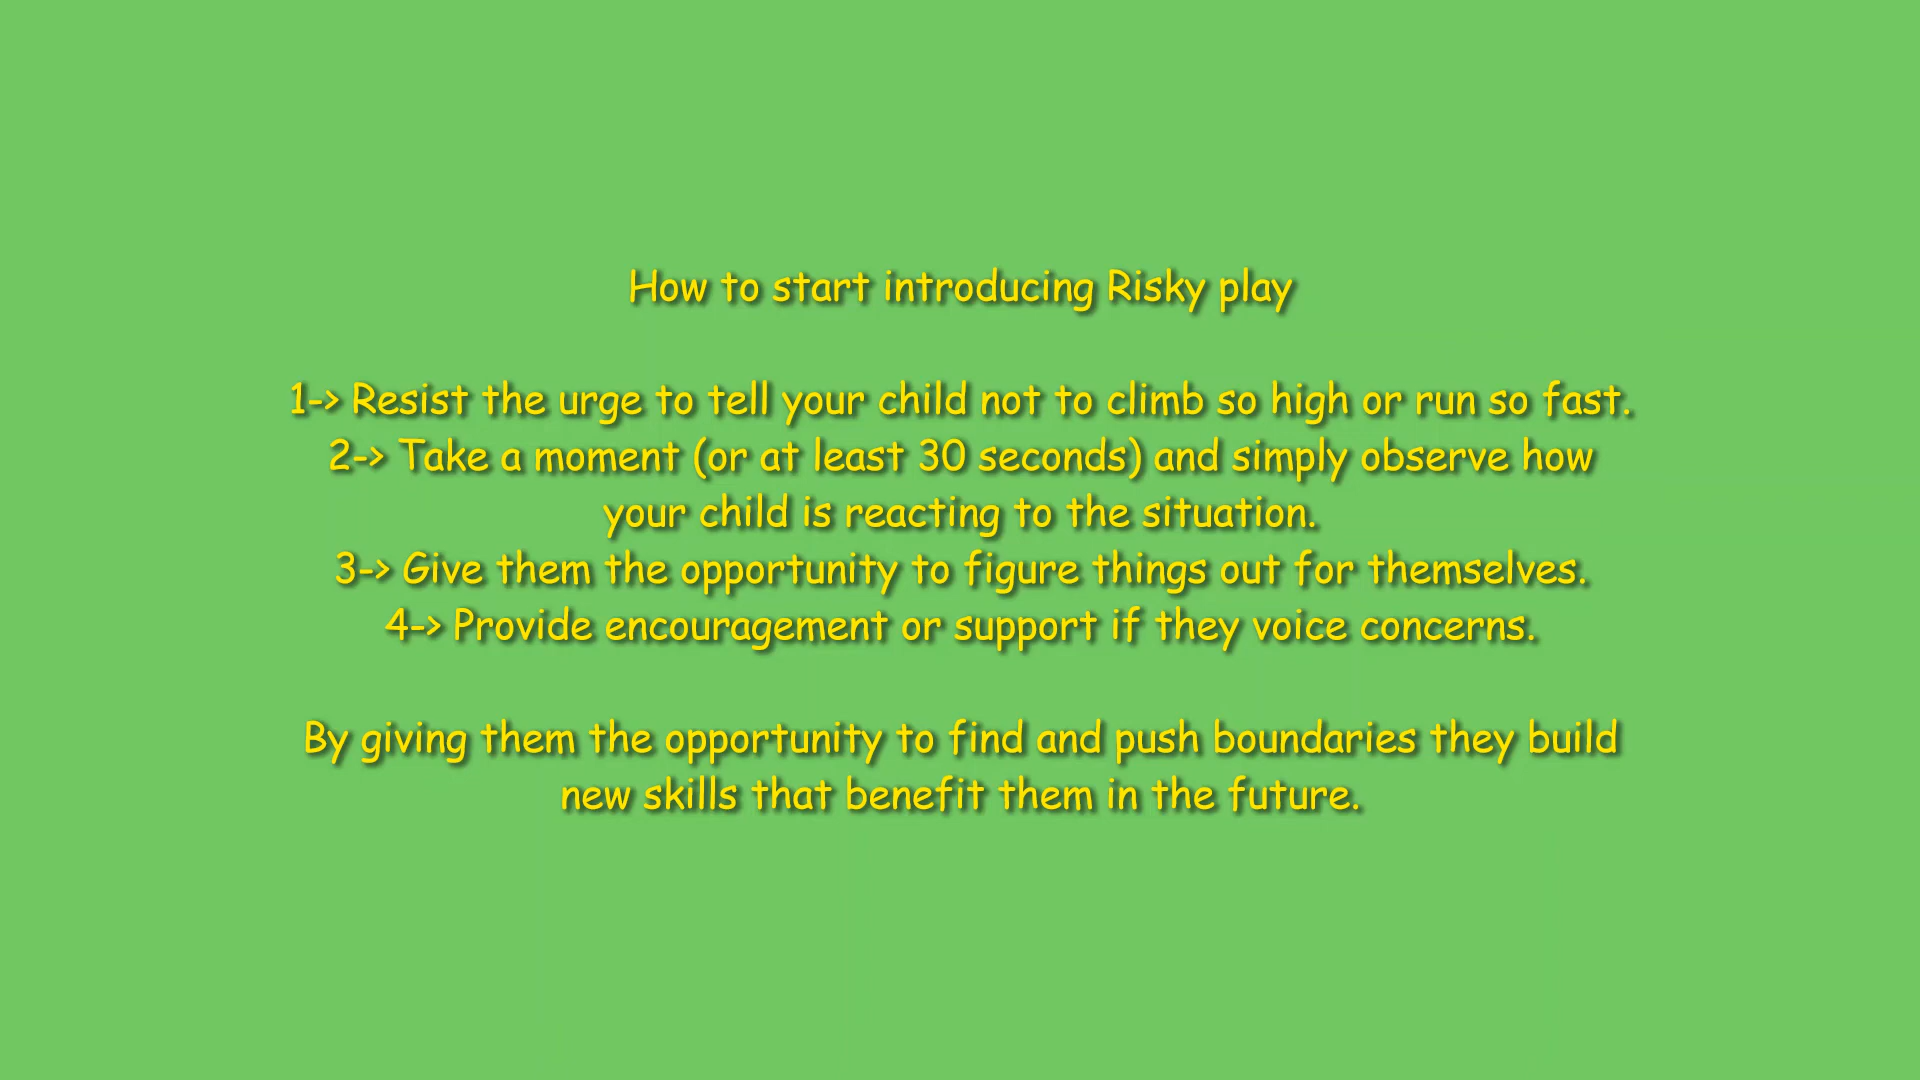 How to start introducing Risky play
1-> Resist the urge to tell your child not to climb so high or run so fast.
2-> Take a moment (or at least 30 seconds) and simply observe how
your child is reacting to the situation.
3-> Give them the opportunity to figure things out for themselves.
4-> Provide encouragement or support if they voice concerns.
By giving them the opportunity to find and push boundaries they build
new skills that benefit them in the future.